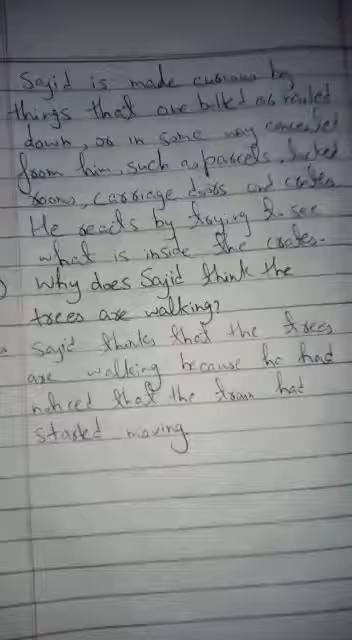 Sajid is made curious by
things that are bolted or nailed
down, or in some way concealed
from him, such as parcels, locked
rooms, carriage doors and crates.
He reacts by trying to see
what is inside the crates.
) Why does Sajid think the
trees are walking?
Sajid thinks that the trees
are walking because he had
noticed that the train had
started moving